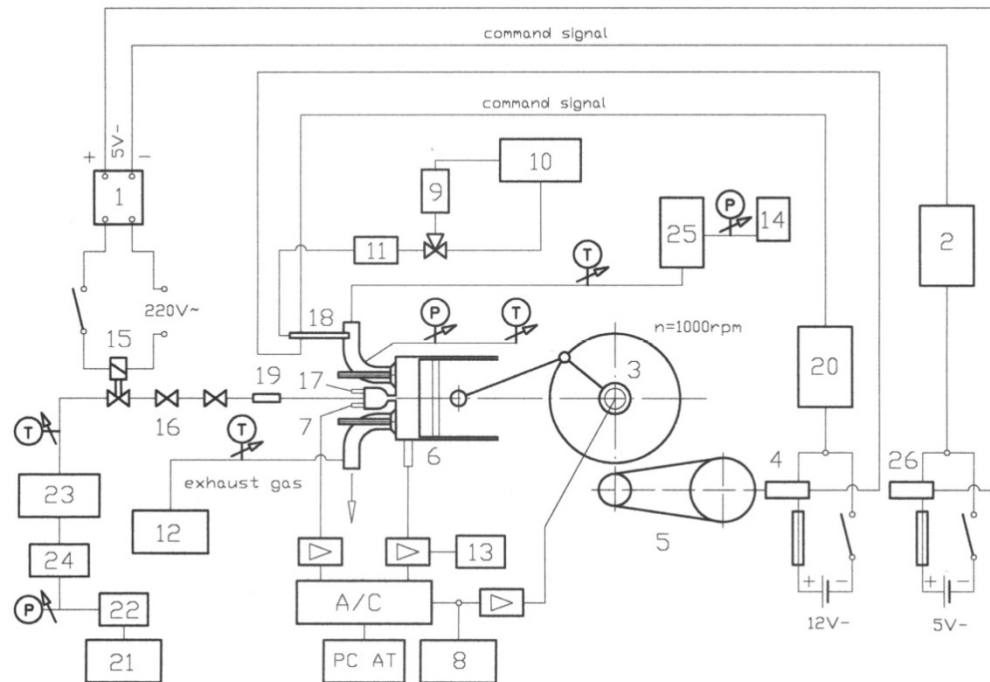 command signal
command signal
+ 5V- -
1
10
9
P
14
2
25
11
T
220V~
18
P
T
n=1000rpm
15
3
20
19
17
16
T
7
T
6
4
26
exhaust gas
23
12
5
24
13
+ -
+ -
P
22
A/C
12V-
5V-
21
PC AT
8